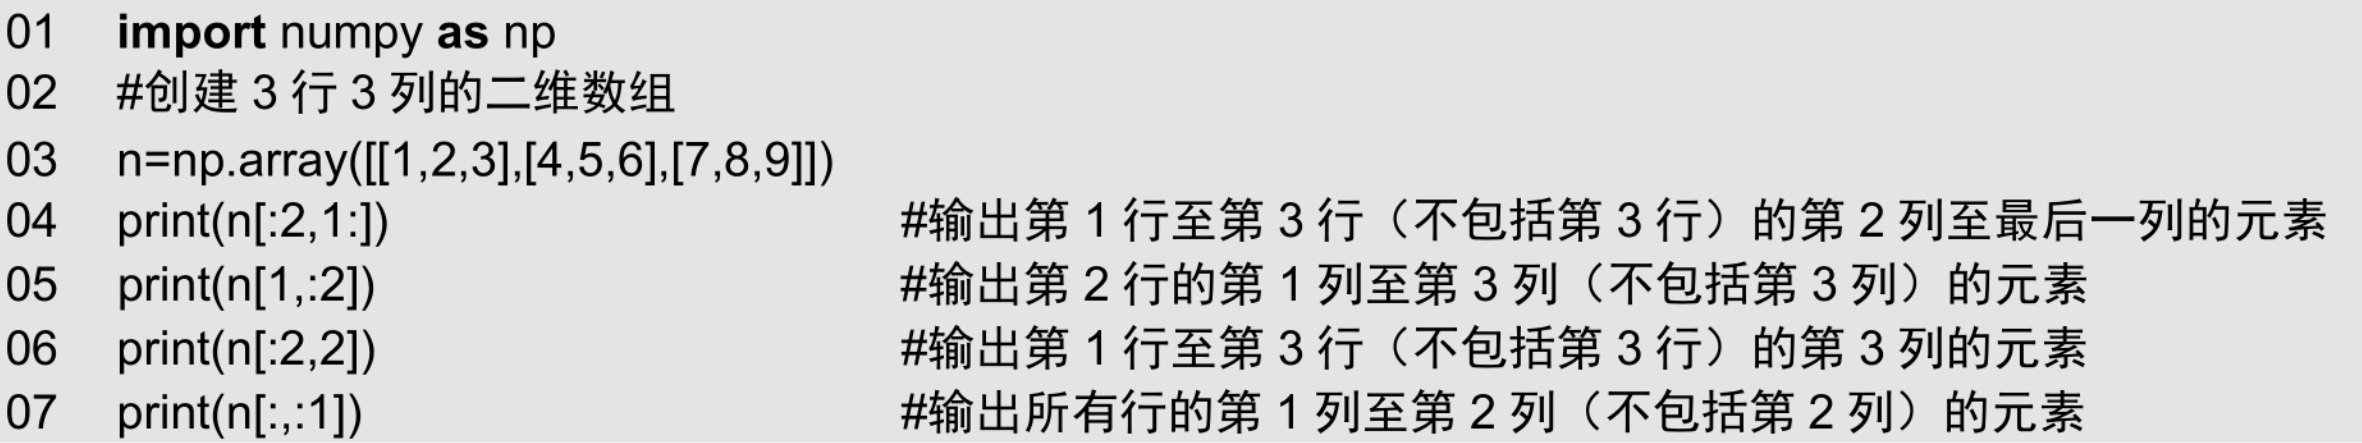 01 import numpy as np
02 #创建 3 行 3 列的二维数组
03 n=np.array([[1,2,3],[4,5,6],[7,8,9]])
04 print(n[:2,1:]) #输出第 1 行至第 3 行（不包括第 3 行）的第 2 列至最后一列的元素
05 print(n[1,:2]) #输出第 2 行的第 1 列至第 3 列（不包括第 3 列）的元素
06 print(n[:2,2]) #输出第 1 行至第 3 行（不包括第 3 行）的第 3 列的元素
07 print(n[:,:1]) #输出所有行的第 1 列至第 2 列（不包括第 2 列）的元素